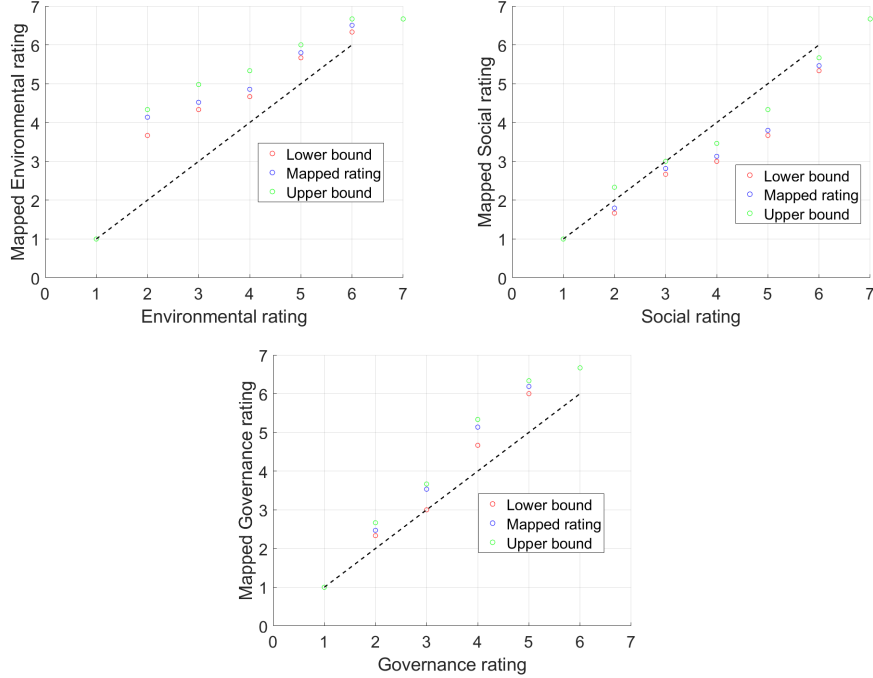 Mapped Environmental rating
7
6
5
4
3
2
1
0
Lower bound
Mapped rating
Upper bound
0 1 2 3 4 5 6 7
Environmental rating
Mapped Social rating
7
6
5
4
3
2
1
0
Lower bound
Mapped rating
Upper bound
0 1 2 3 4 5 6 7
Social rating
Mapped Governance rating
7
6
5
4
3
2
1
0
Lower bound
Mapped rating
Upper bound
0 1 2 3 4 5 6 7
Governance rating